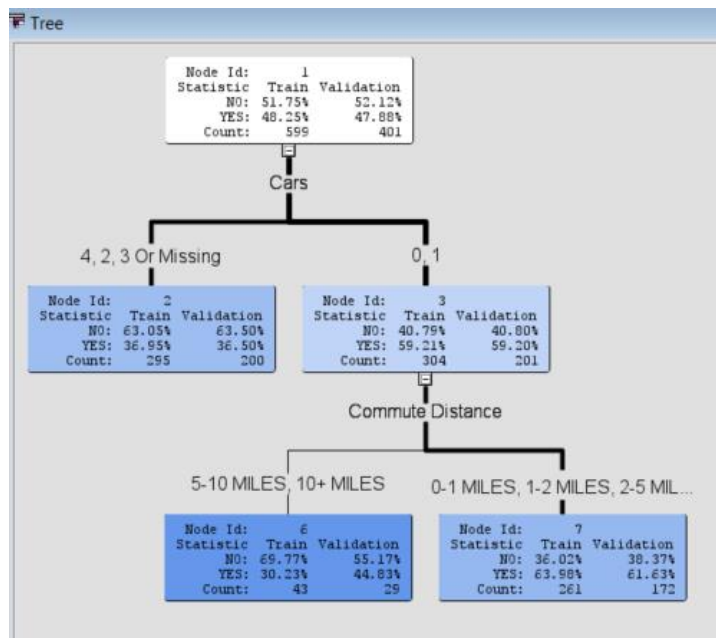 Tree
Node Id: 1
Statistic Train Validation
NO: 51.75% 52.12%
YES: 48.25% 47.88%
Count: 599 401
Cars
4, 2, 3 Or Missing
0, 1
Node Id: 2
Statistic Train Validation
NO: 63.05% 63.50%
YES: 36.95% 36.50%
Count: 295 200
Node Id: 3
Statistic Train Validation
NO: 40.79% 40.80%
YES: 59.21% 59.20%
Count: 304 201
Commute Distance
5-10 MILES, 10+ MILES
0-1 MILES, 1-2 MILES, 2-5 MIL...
Node Id: 6
Statistic Train Validation
NO: 69.77% 55.17%
YES: 30.23% 44.83%
Count: 43 29
Node Id: 7
Statistic Train Validation
NO: 36.02% 38.37%
YES: 63.98% 61.63%
Count: 261 172